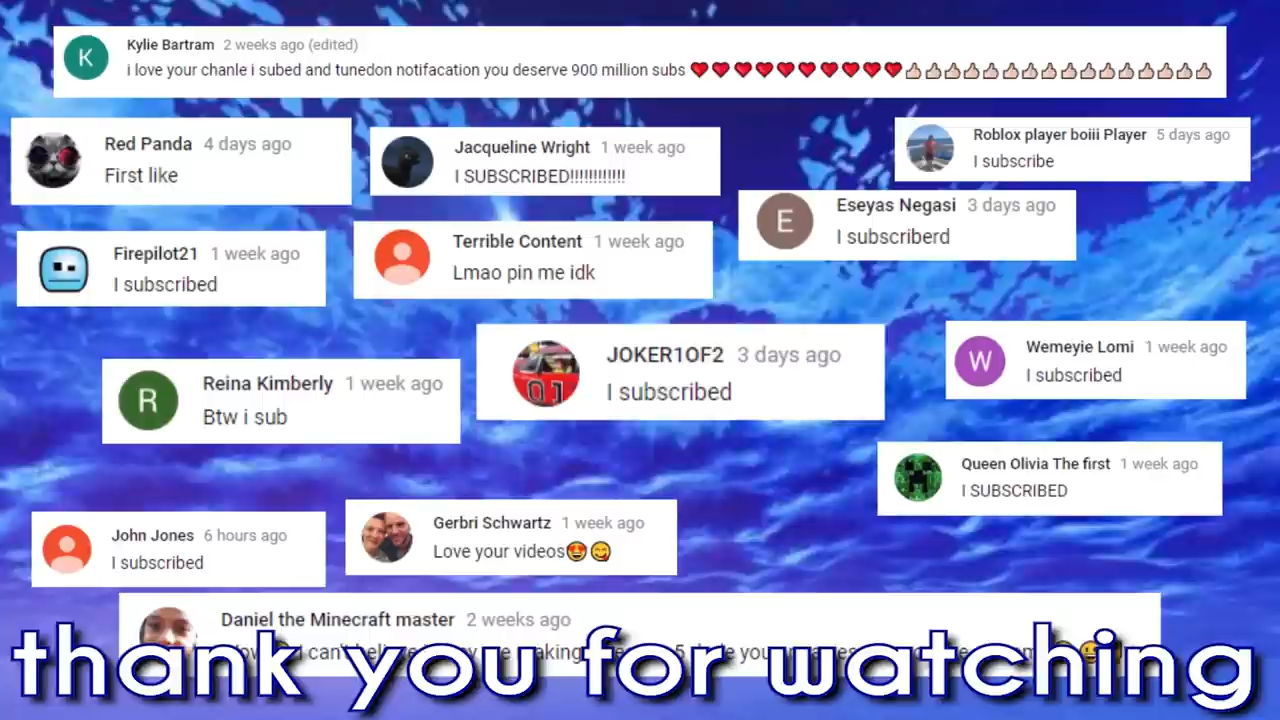 K
Kylie Bartram 2 weeks ago (edited)
i love your chanle i subed and tunedon notifacation you deserve 900 million subs ❤❤❤❤❤❤❤❤❤❤👍🏻👍🏻👍🏻👍🏻👍🏻👍🏻👍🏻👍🏻👍🏻👍🏻👍🏻👍🏻👍🏻👍🏻👍🏻👍🏻
Red Panda 4 days ago
First like
Jacqueline Wright 1 week ago
I SUBSCRIBED!!!!!!!!!!!!
Roblox player boiii Player 5 days ago
I subscribe
E
Eseyas Negasi 3 days ago
I subscriberd
Firepilot21 1 week ago
I subscribed
Terrible Content 1 week ago
Lmao pin me idk
JOKER1OF2 3 days ago
I subscribed
01
W
Wemeyie Lomi 1 week ago
I subscribed
R
Reina Kimberly 1 week ago
Btw i sub
Queen Olivia The first 1 week ago
I SUBSCRIBED
John Jones 6 hours ago
I subscribed
Gerbri Schwartz 1 week ago
Love your videos😍😋
Daniel the Minecraft master 2 weeks ago
thank you for watching